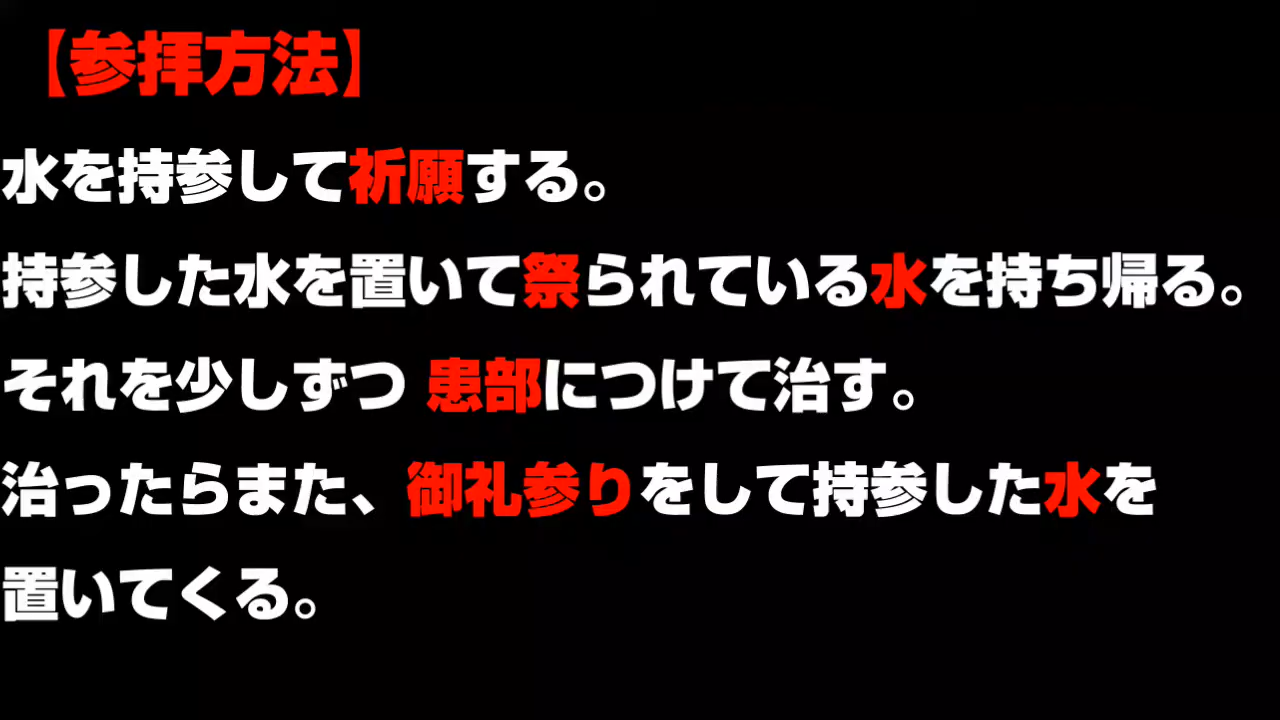 【参拝方法】
水を持参して祈願する。
持参した水を置いて祭られている水を持ち帰る。
それを少しずつ 患部につけて治す。
治ったらまた、御礼参りをして持参した水を
置いてくる。